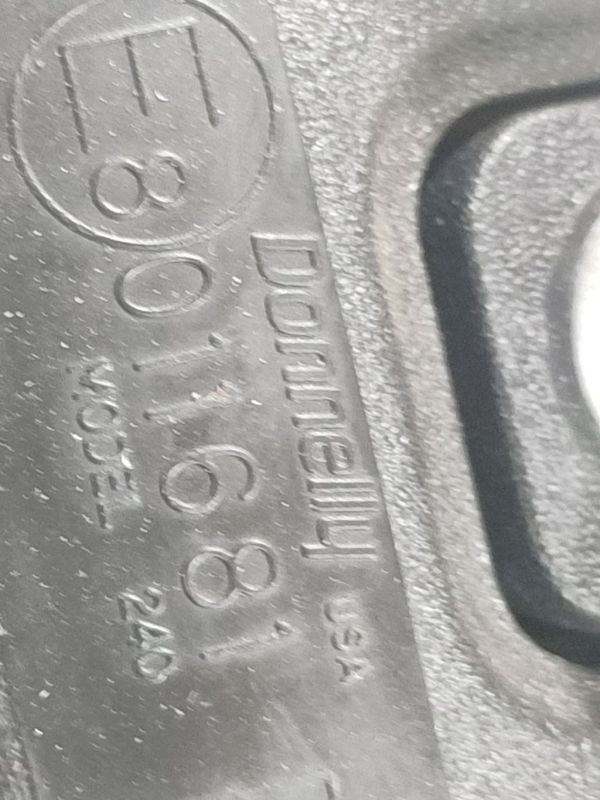 Donnelly USA
E8 011681
MODEL 240